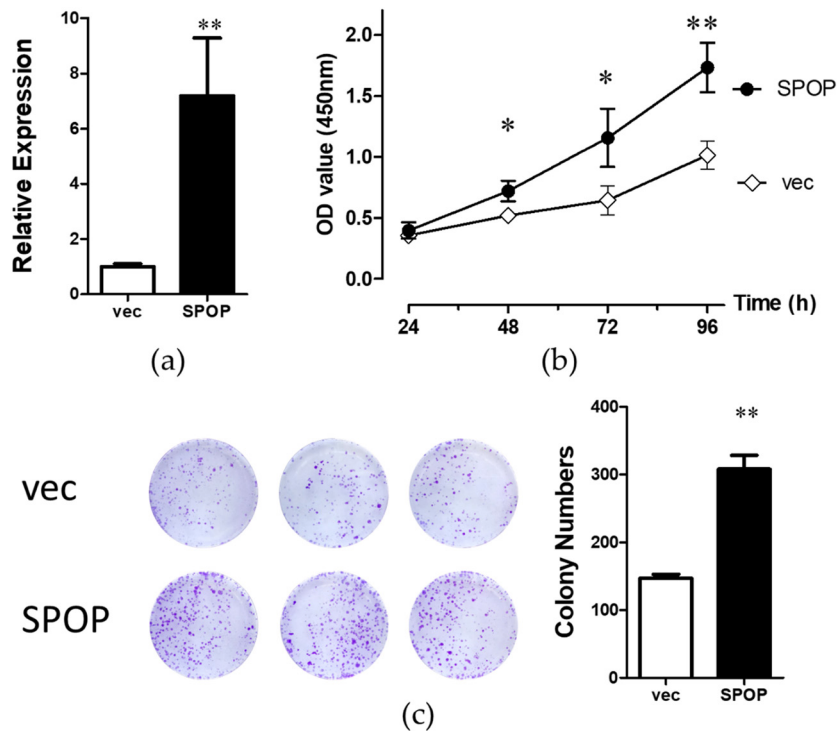 Relative Expression
10
8
6
4
2
0
**
vec SPOP
(a)
OD value (450nm)
2.0
1.5
1.0
0.5
0.0
* * **
SPOP
vec
24 48 72 96 Time (h)
(b)
vec
SPOP
Colony Numbers
400
300
200
100
0
**
vec SPOP
(c)